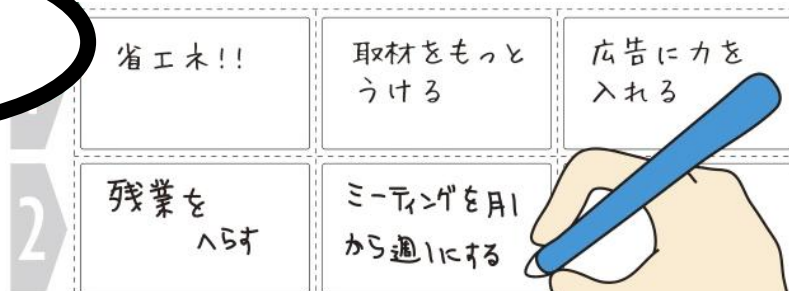 省エネ!!
取材をもっと
うける
広告に力を
入れる
2
残業を
へらす
ミーティングを月1
から週1にする